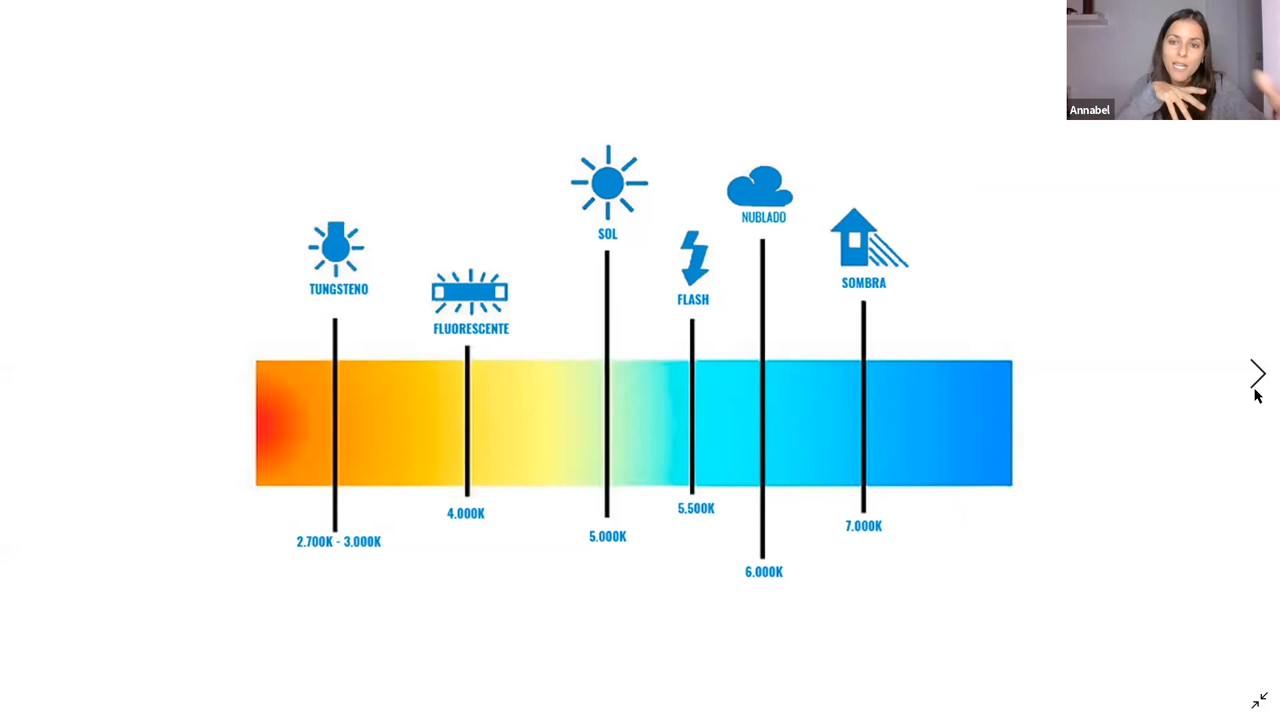 Annabel
TUNGSTENO
FLUORESCENTE
SOL
FLASH
NUBLADO
SOMBRA
2.700K - 3.000K
4.000K
5.000K
5.500K
6.000K
7.000K